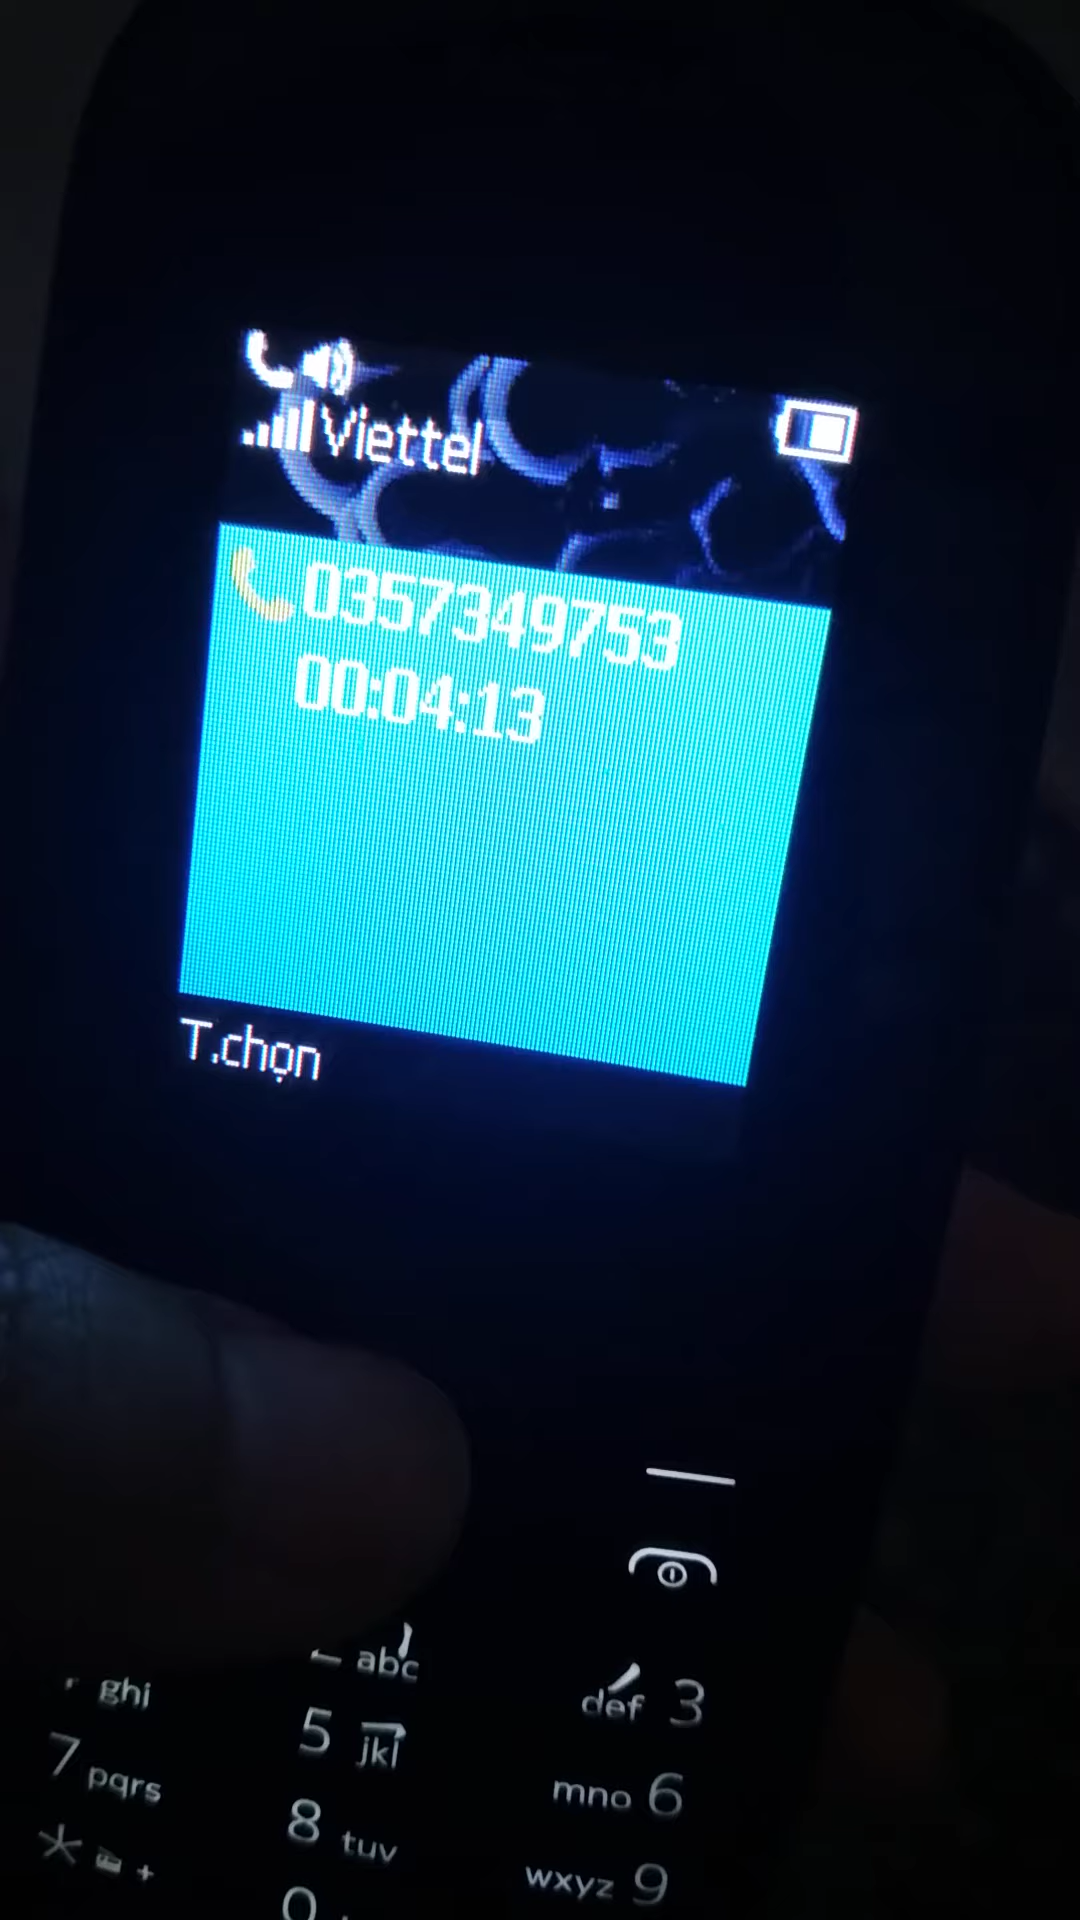 Viettel
0357349753
00:04:13
T.chọn
abc
def 3
ghi
5 jkl
mno 6
7 pqrs
8 tuv
wxyz 9
* +
0